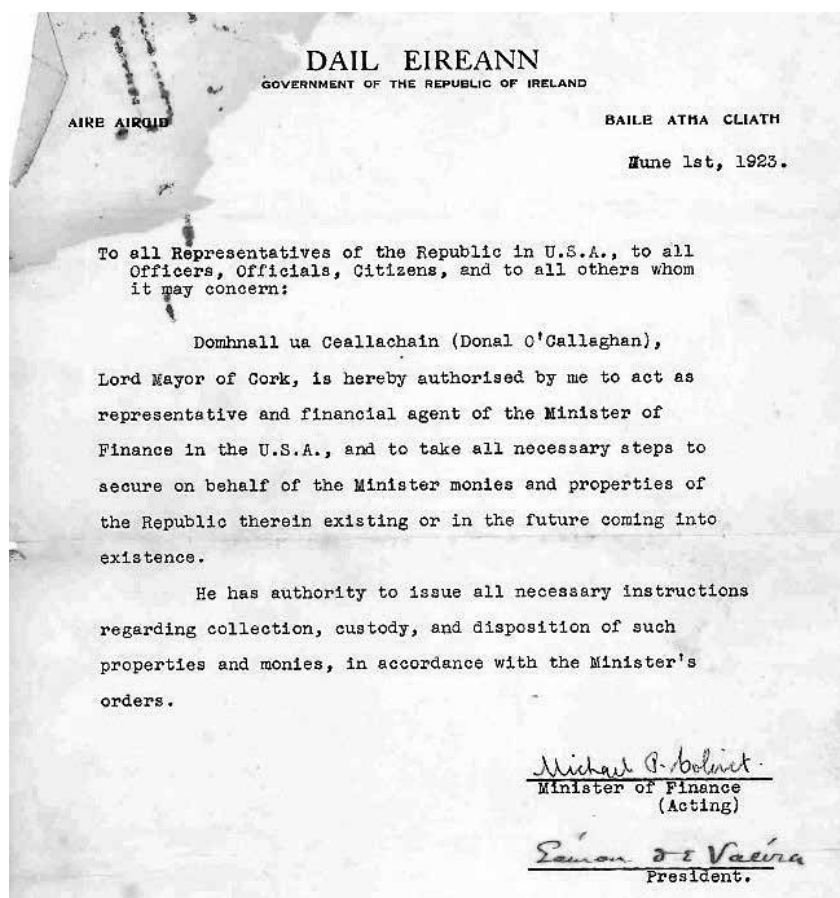 DAIL EIREANN
GOVERNMENT OF THE REPUBLIC OF IRELAND
AIRE AIRGID
BAILE ATHA CLIATH
June 1st, 1923.
To all Representatives of the Republic in U.S.A., to all
Officers, Officials, Citizens, and to all others whom
it may concern:
Domhnall ua Ceallachain (Donal O'Callaghan),
Lord Mayor of Cork, is hereby authorised by me to act as
representative and financial agent of the Minister of
Finance in the U.S.A., and to take all necessary steps to
secure on behalf of the Minister monies and properties of
the Republic therein existing or in the future coming into
existence.
He has authority to issue all necessary instructions
regarding collection, custody, and disposition of such
properties and monies, in accordance with the Minister's
orders.
Michael P. Colivet.
Minister of Finance
(Acting)
Éamon de Valéra
President.